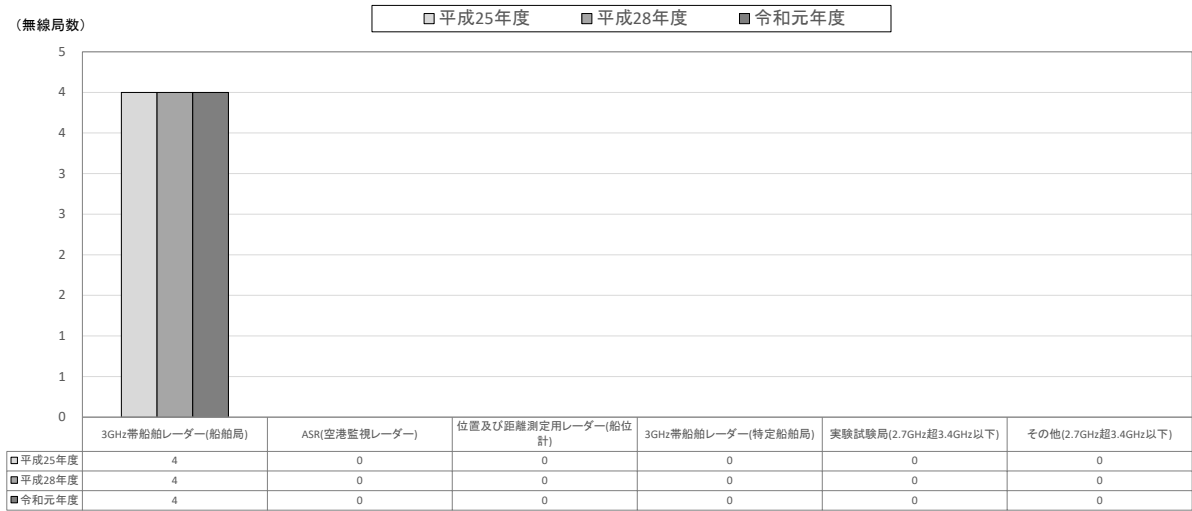 (無線局数)
平成25年度 平成28年度 令和元年度
5
4
4
3
3
2
2
1
1
0
3GHz帯船舶レーダー(船舶局) ASR(空港監視レーダー) 位置及び距離測定用レーダー(船位計) 3GHz帯船舶レーダー(特定船舶局) 実験試験局(2.7GHz超3.4GHz以下) その他(2.7GHz超3.4GHz以下)
平成25年度 4 0 0 0 0 0
平成28年度 4 0 0 0 0 0
令和元年度 4 0 0 0 0 0